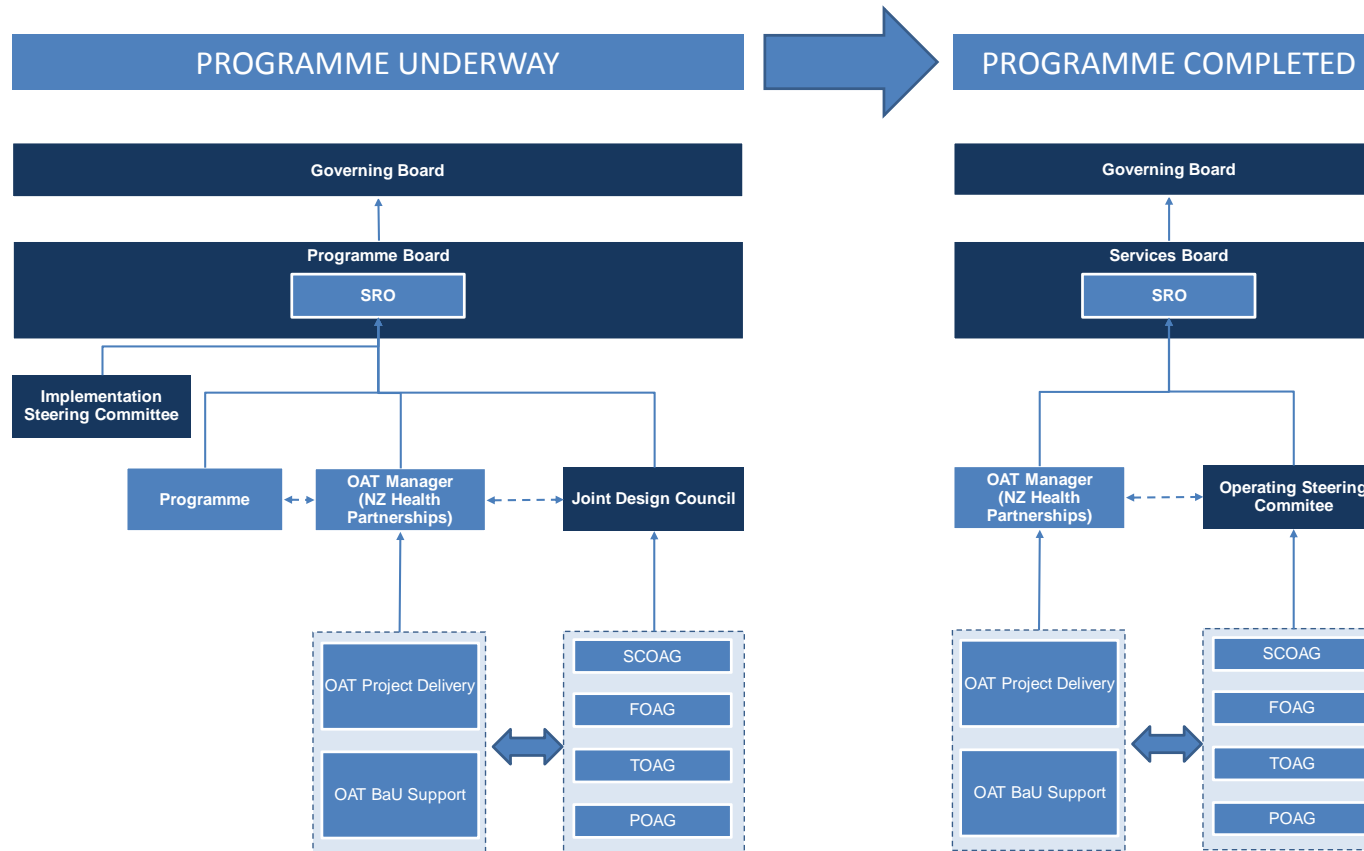 PROGRAMME UNDERWAY
PROGRAMME COMPLETED
Governing Board
Programme Board
SRO
Implementation
Steering Committee
Programme
OAT Manager
(NZ Health
Partnerships)
Joint Design Council
OAT Project Delivery
OAT BaU Support
SCOAG
FOAG
TOAG
POAG
Governing Board
Services Board
SRO
OAT Manager
(NZ Health
Partnerships)
Operating Steering
Commitee
OAT Project Delivery
OAT BaU Support
SCOAG
FOAG
TOAG
POAG